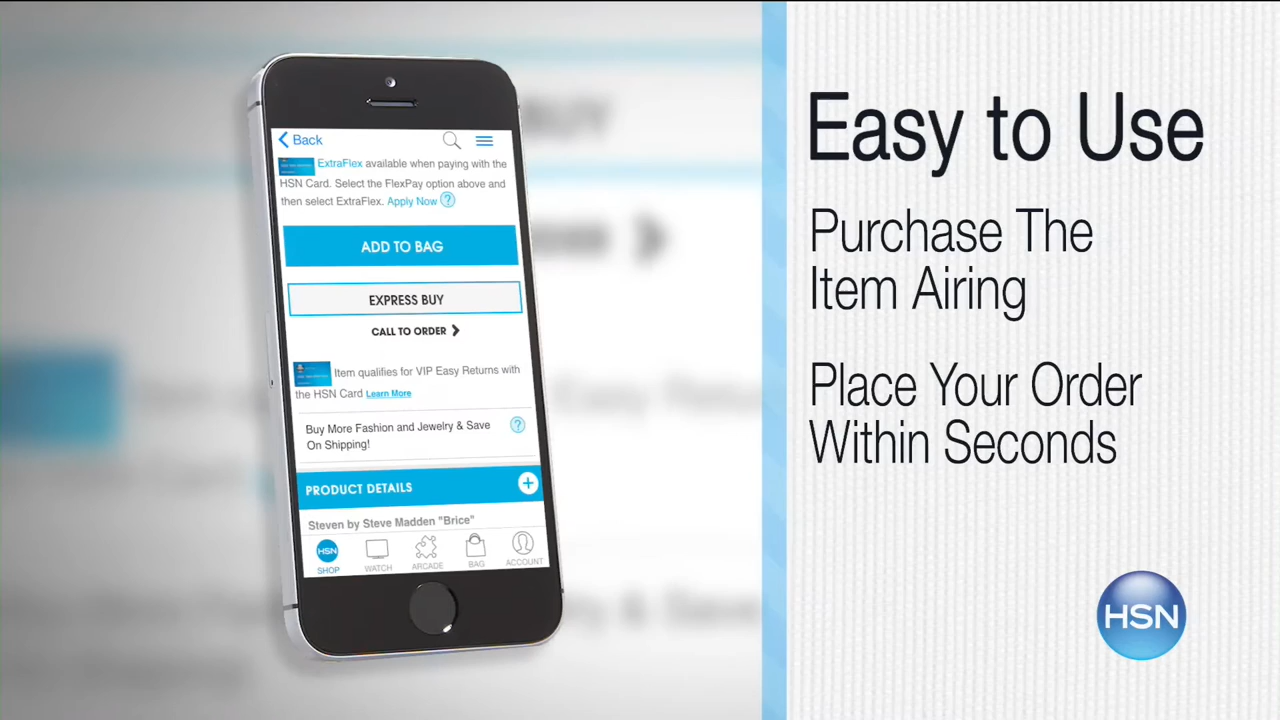 Back
ExtraFlex available when paying with the
HSN Card. Select the FlexPay option above and
then select ExtraFlex. Apply Now ?
ADD TO BAG
EXPRESS BUY
CALL TO ORDER
Item qualifies for VIP Easy Returns with
the HSN Card Learn More
Buy More Fashion and Jewelry & Save ?
On Shipping!
PRODUCT DETAILS +
Steven by Steve Madden "Brice"
HSN
SHOP WATCH ARCADE BAG ACCOUNT
Easy to Use
Purchase The
Item Airing
Place Your Order
Within Seconds
HSN